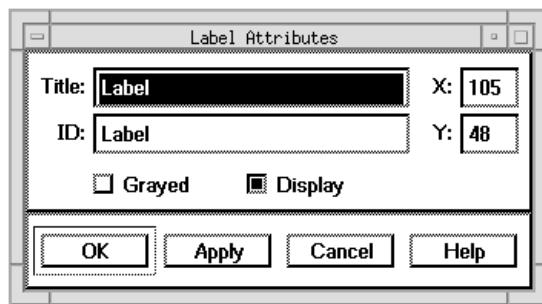 Label Attributes
Title: Label X: 105
ID: Label Y: 48
Grayed Display
OK Apply Cancel Help